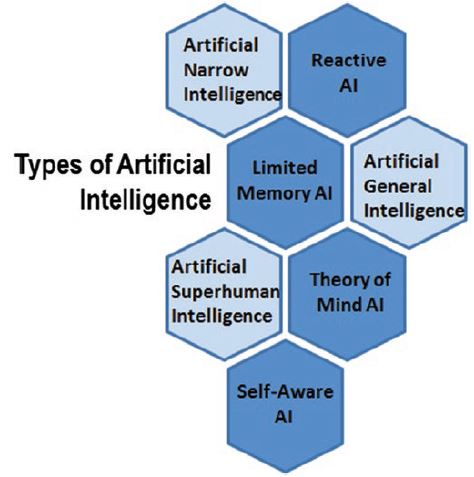 Artificial
Narrow
Intelligence
Reactive
AI
Types of Artificial
Intelligence
Limited
Memory AI
Artificial
General
Intelligence
Artificial
Superhuman
Intelligence
Theory of
Mind AI
Self-Aware
AI